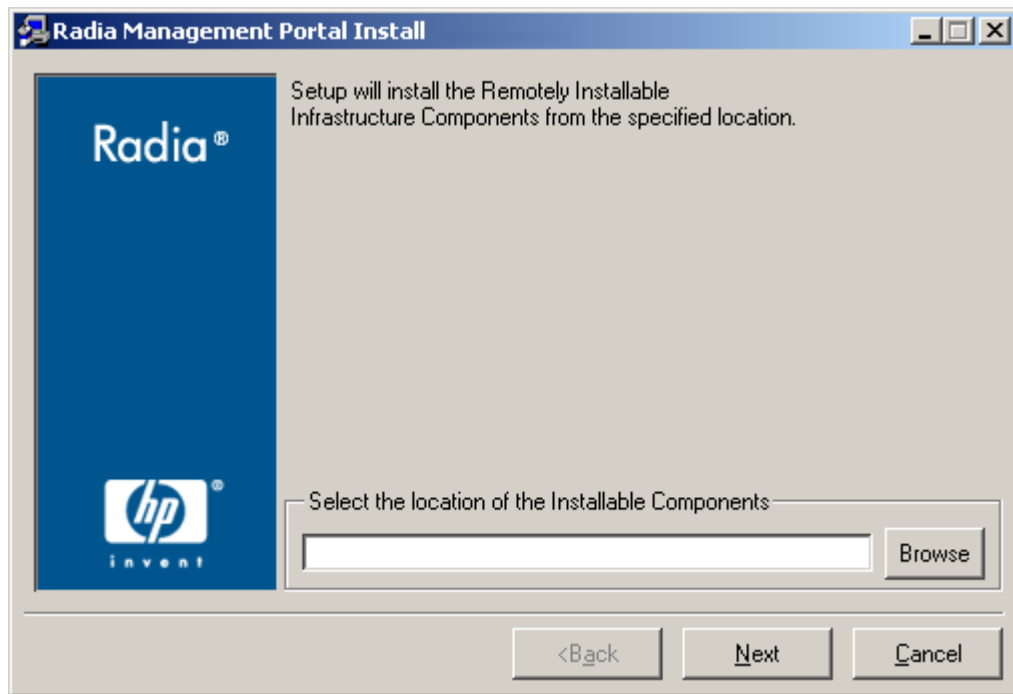 Radia Management Portal Install
Radia®
Setup will install the Remotely Installable
Infrastructure Components from the specified location.
hp®
invent
Select the location of the Installable Components
Browse
<Back
Next
Cancel